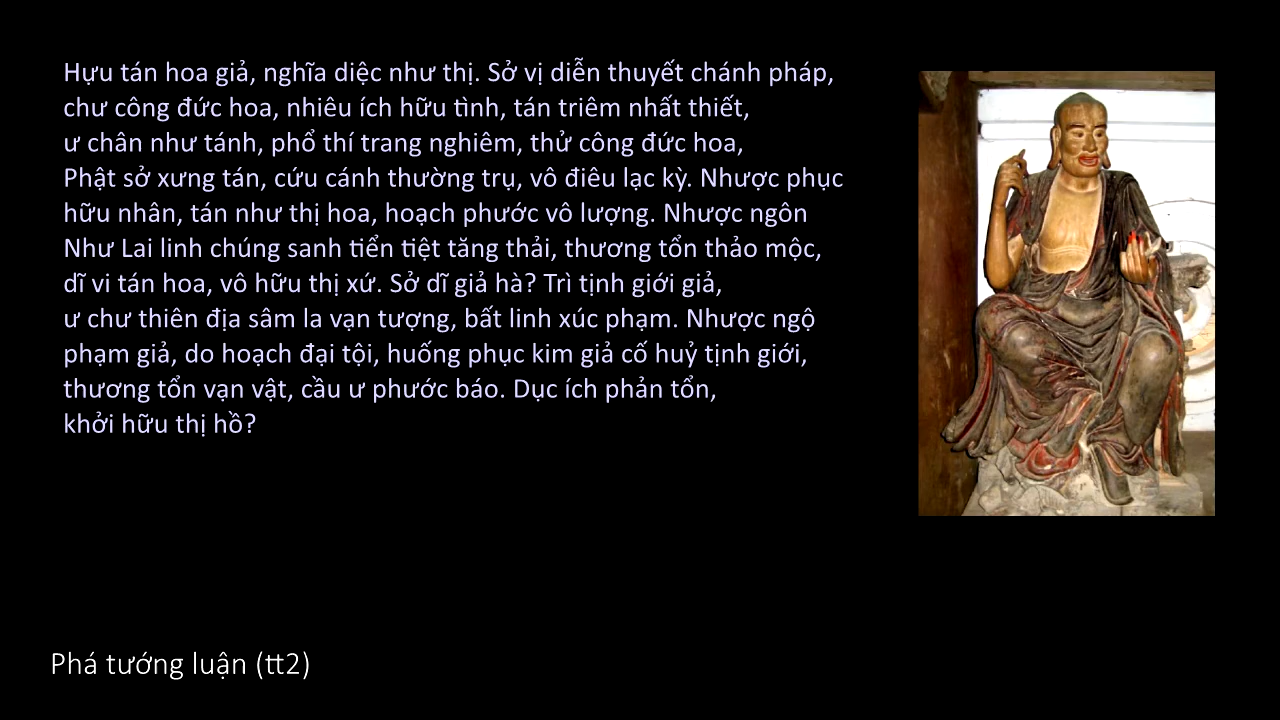 Hựu tán hoa giả, nghĩa diệc như thị. Sở vị diễn thuyết chánh pháp,
chư công đức hoa, nhiêu ích hữu tình, tán triêm nhất thiết,
ư chân như tánh, phổ thí trang nghiêm, thử công đức hoa,
Phật sở xưng tán, cứu cánh thường trụ, vô điêu lạc kỳ. Nhược phục
hữu nhân, tán như thị hoa, hoạch phước vô lượng. Nhược ngôn
Như Lai linh chúng sanh tiển tiệt tăng thải, thương tổn thảo mộc,
dĩ vi tán hoa, vô hữu thị xứ. Sở dĩ giả hà? Trì tịnh giới giả,
ư chư thiên địa sâm la vạn tượng, bất linh xúc phạm. Nhược ngộ
phạm giả, do hoạch đại tội, huống phục kim giả cố huỷ tịnh giới,
thương tổn vạn vật, cầu ư phước báo. Dục ích phản tổn,
khởi hữu thị hồ?
Phá tướng luận (tt2)